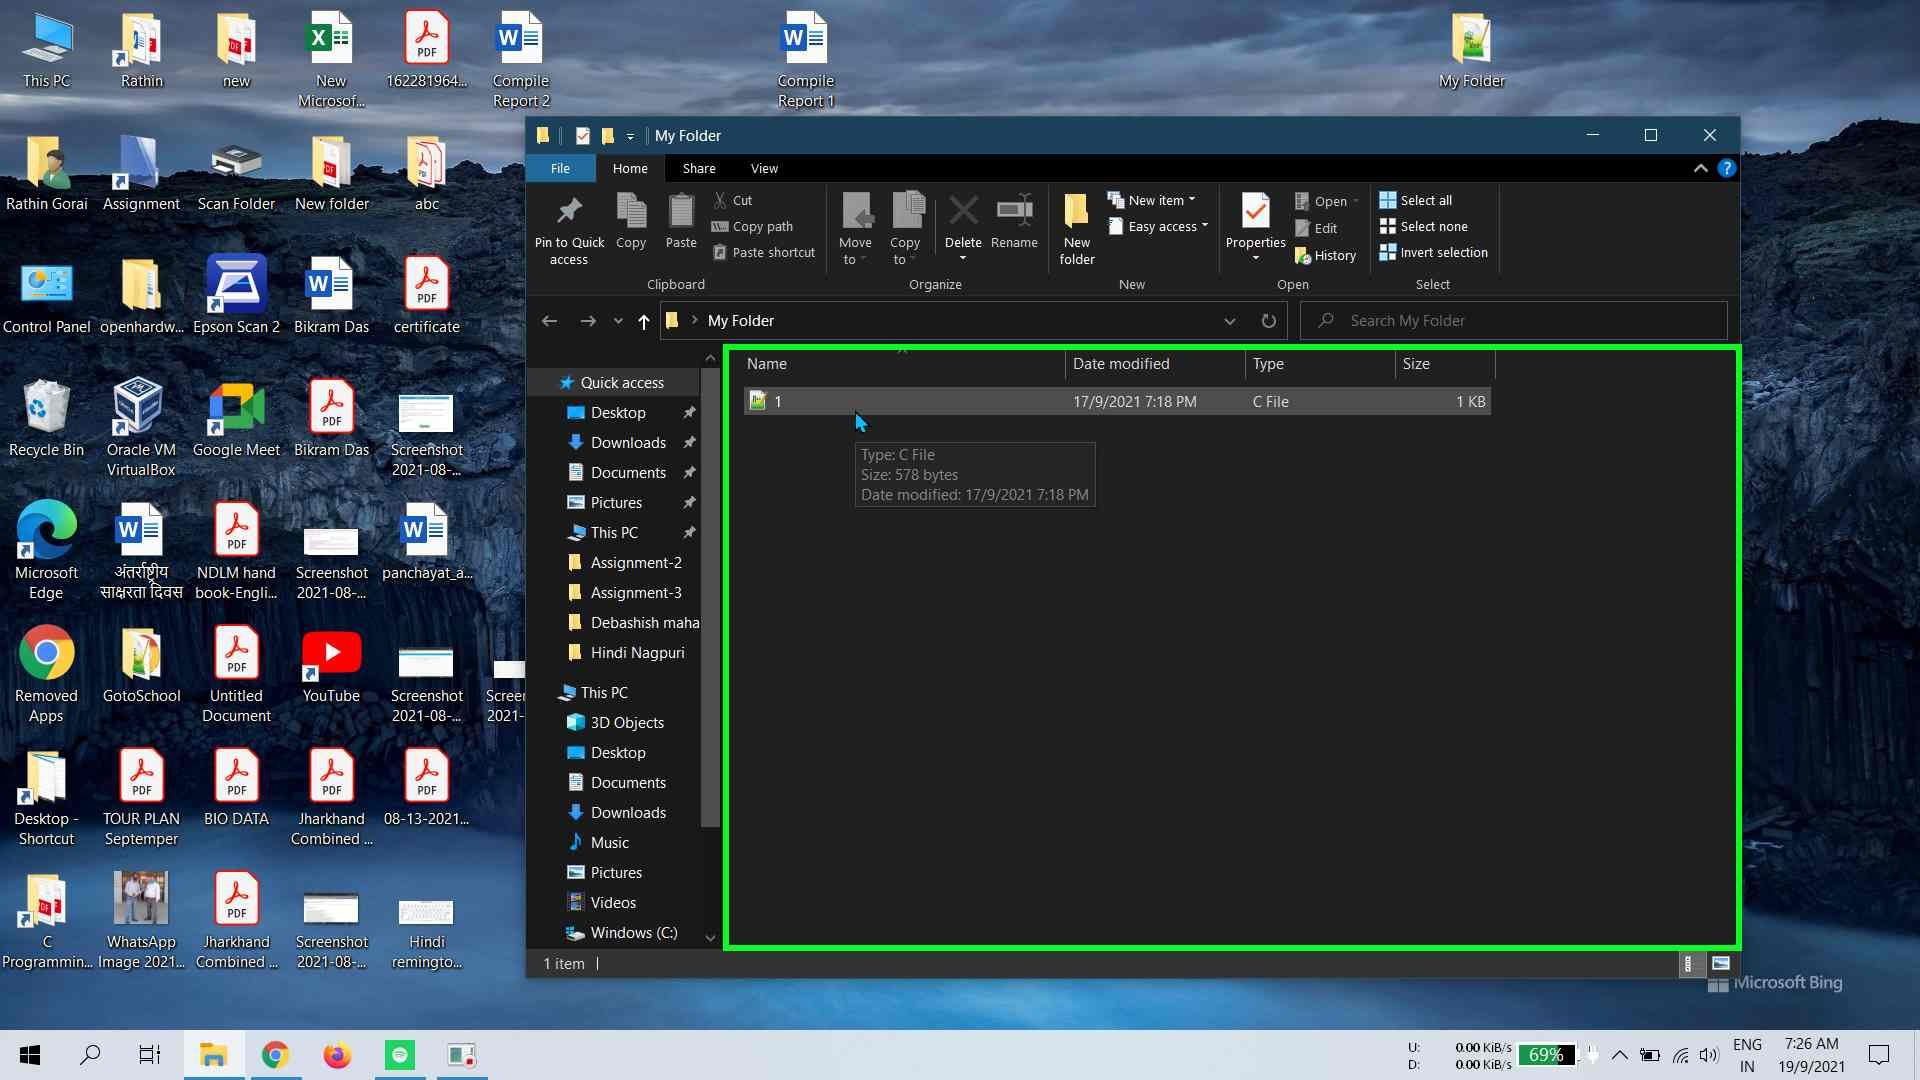 This PC
Rathin
new
New
Microsof...
162281964...
Compile
Report 2
Compile
Report 1
My Folder
Rathin Gorai
Assignment
Scan Folder
New folder
abc
Control Panel
openhardw...
Epson Scan 2
Bikram Das
certificate
Recycle Bin
Oracle VM
VirtualBox
Google Meet
Bikram Das
Screenshot
2021-08-...
Microsoft
Edge
अंतर्राष्ट्रीय
साक्षरता दिवस
NDLM hand
book-Engli...
Screenshot
2021-08-...
panchayat_a...
Removed
Apps
GotoSchool
Untitled
Document
YouTube
Screenshot
2021-08-...
Screer
2021-
Desktop -
Shortcut
TOUR PLAN
Septemper
BIO DATA
Jharkhand
Combined ...
08-13-2021...
C
Programmin...
WhatsApp
Image 2021...
Jharkhand
Combined ...
Screenshot
2021-08-...
Hindi
remingto...
My Folder
File
Home
Share
View
Pin to Quick
access
Copy
Paste
Cut
Copy path
Paste shortcut
Clipboard
Move
to
Copy
to
Delete
Rename
Organize
New
folder
New item
Easy access
New
Properties
Open
Edit
History
Open
Select all
Select none
Invert selection
Select
My Folder
Search My Folder
Quick access
Desktop
Downloads
Documents
Pictures
This PC
Assignment-2
Assignment-3
Debashish maha
Hindi Nagpuri
This PC
3D Objects
Desktop
Documents
Downloads
Music
Pictures
Videos
Windows (C:)
Name Date modified Type Size
1 17/9/2021 7:18 PM C File 1 KB
Type: C File
Size: 578 bytes
Date modified: 17/9/2021 7:18 PM
1 item
Microsoft Bing
U: 0.00 KiB/s
D: 0.00 KiB/s
69%
ENG
IN
7:26 AM
19/9/2021